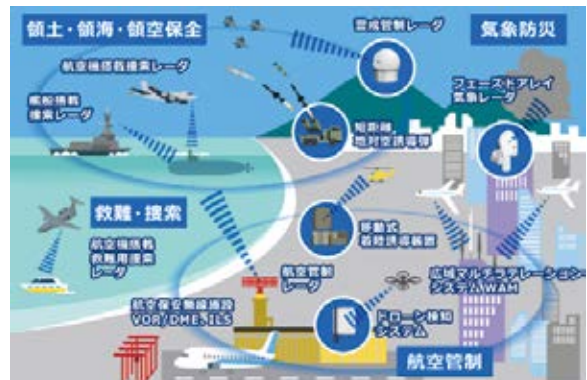 領土・領海・領空保全
警戒管制レーダ
気象防災
航空機搭載捜索レーダ
フェーズドアレイ
気象レーダ
艦船搭載
捜索レーダ
短距離
地対空誘導弾
救難・捜索
移動式
着陸誘導装置
航空機搭載
救難用捜索
レーダ
航空管制
レーダ
広域マルチラテレーション
システムWAM
航空保安無線施設
VOR/DME、ILS
ドローン検知
システム
航空管制